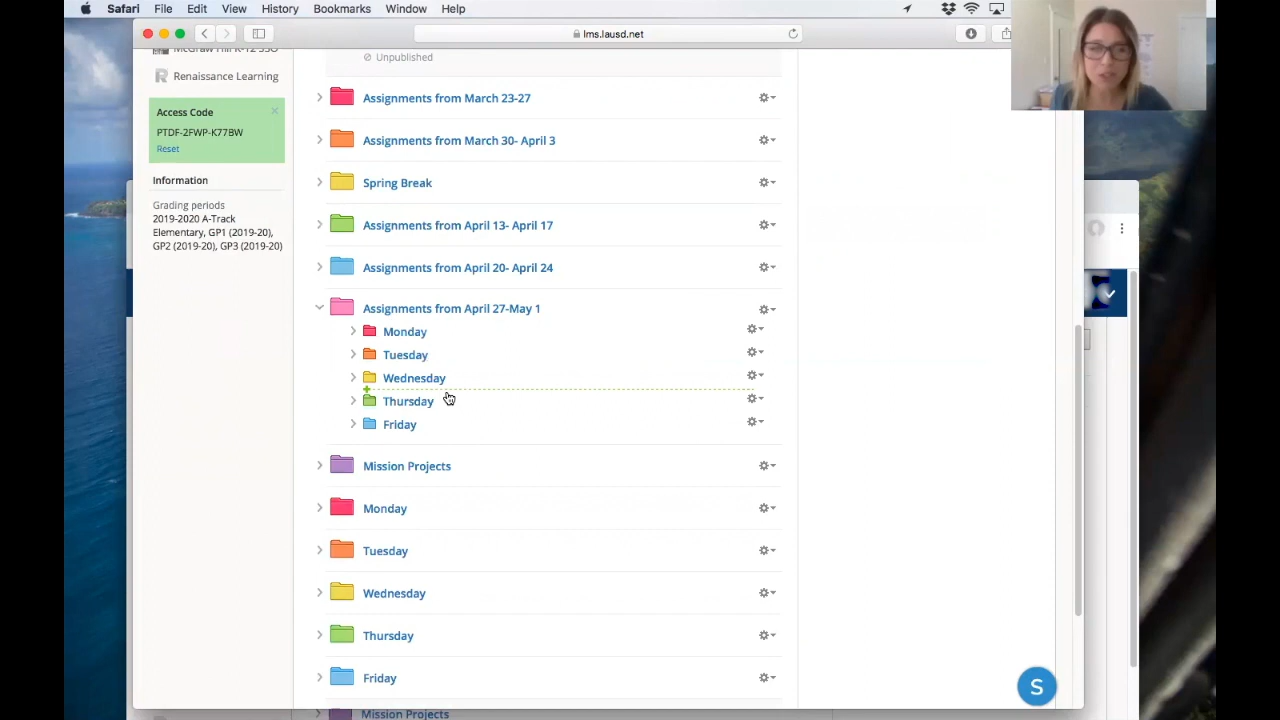 Safari File Edit View History Bookmarks Window Help
lms.lausd.net
McGraw Hill K-12 SSO
Renaissance Learning
Access Code
PTDF-2FWP-K77BW
Reset
Information
Grading periods
2019-2020 A-Track
Elementary, GP1 (2019-20),
GP2 (2019-20), GP3 (2019-20)
Unpublished
Assignments from March 23-27
Assignments from March 30- April 3
Spring Break
Assignments from April 13- April 17
Assignments from April 20- April 24
Assignments from April 27-May 1
Monday
Tuesday
Wednesday
Thursday
Friday
Mission Projects
Monday
Tuesday
Wednesday
Thursday
Friday
Mission Projects
S